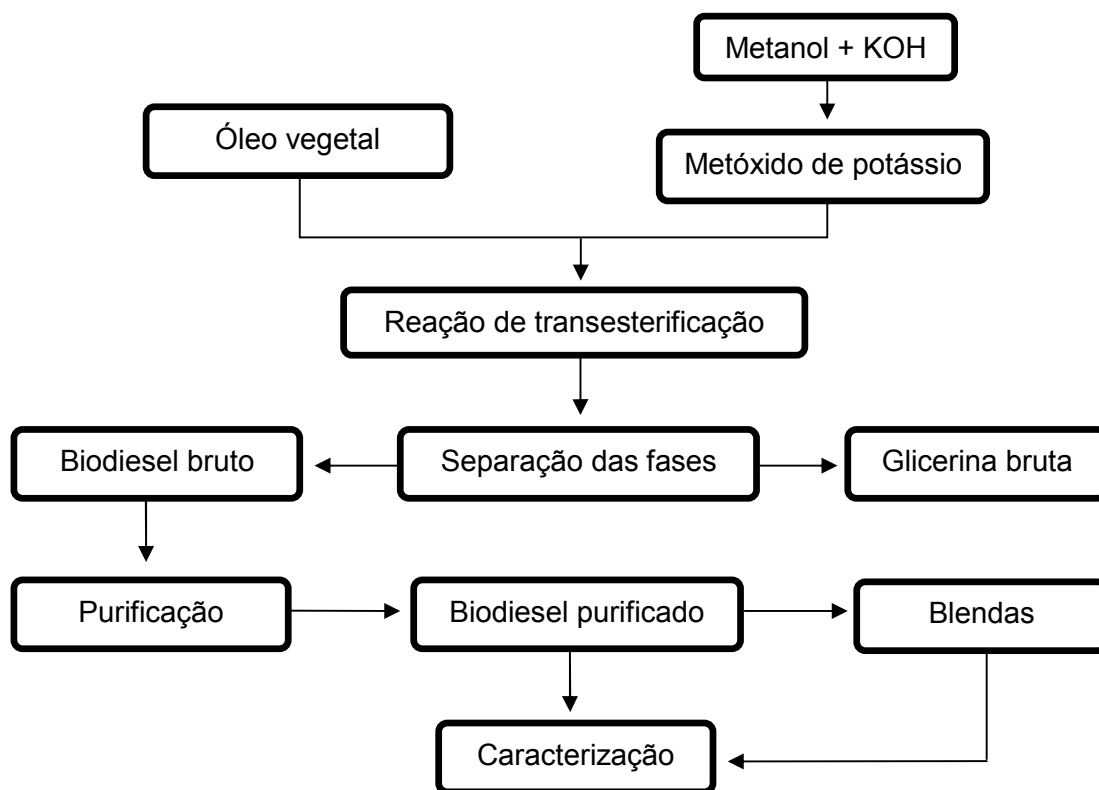 Metanol + KOH
Óleo vegetal
Metóxido de potássio
Reação de transesterificação
Biodiesel bruto
Separação das fases
Glicerina bruta
Purificação
Biodiesel purificado
Blendas
Caracterização